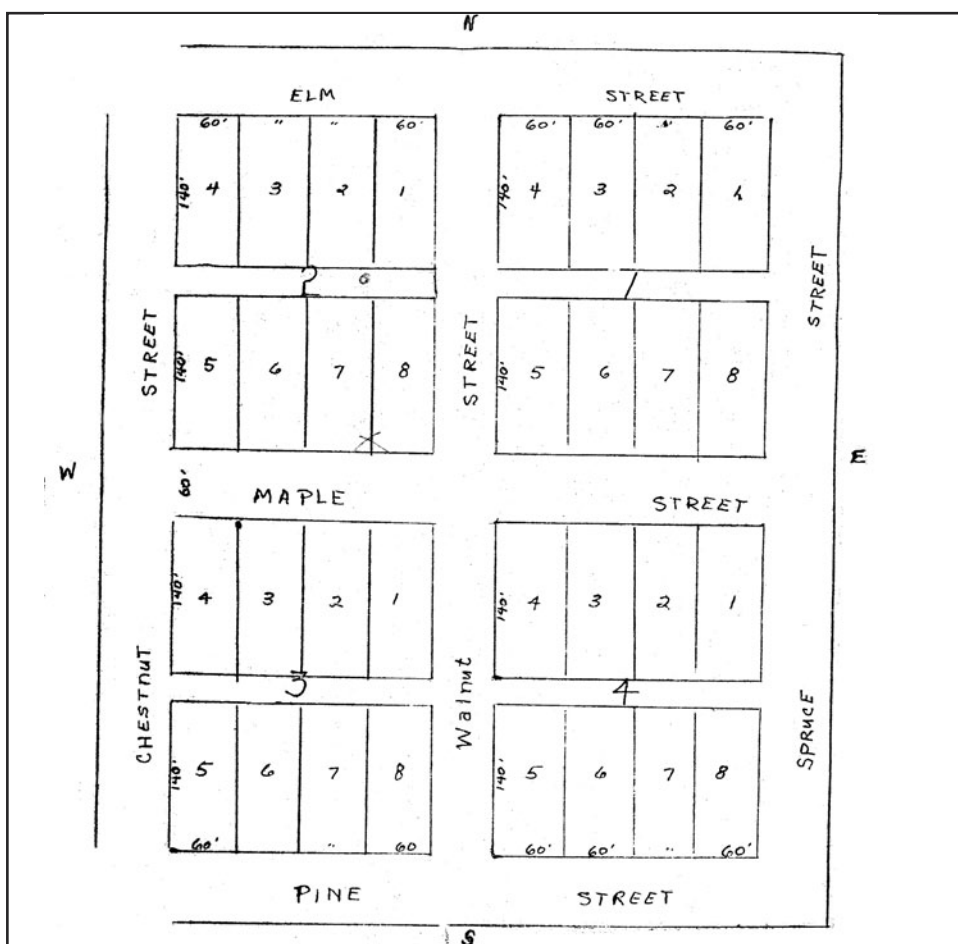 N
ELM STREET
60' " " 60' 60' 60' " 60'
140' 4 3 2 1 140' 4 3 2
2 6 1
STREET STREET STREET
140' 5 6 7 8 140' 5 6 7 8
W E
60'
MAPLE STREET
140' 4 3 2 1 140' 4 3 2 1
3 4
CHESTNUT Walnut SPRUCE
140' 5 6 7 8 140' 5 6 7 8
60' " 60 60' 60' " 60'
PINE STREET
S